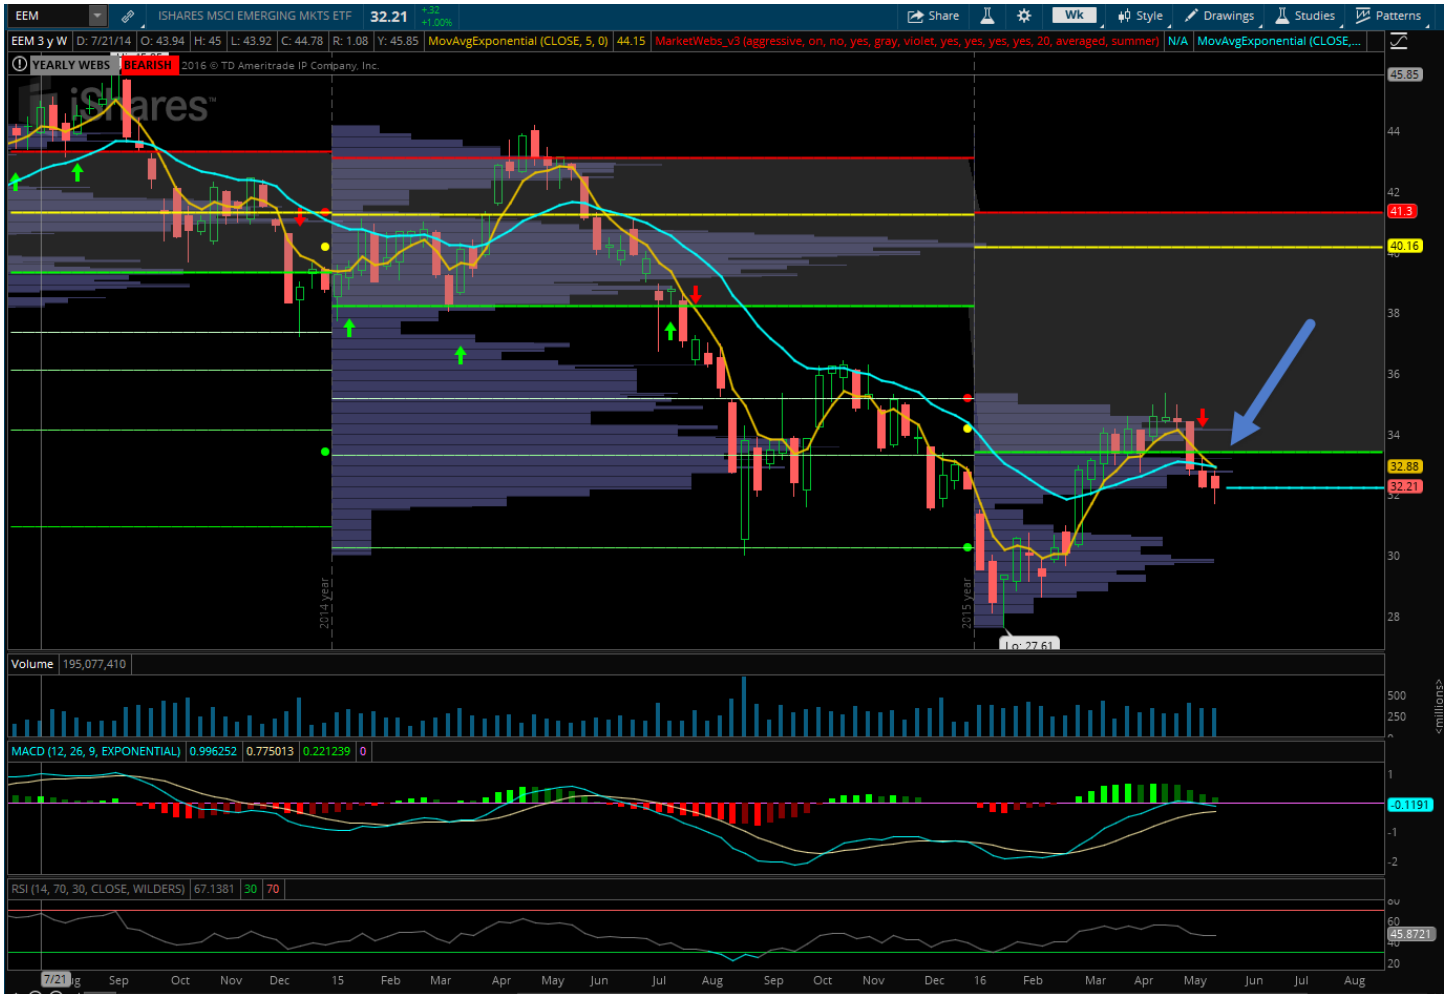 EEM ISHARES MSCI EMERGING MKTS ETF 32.21 +.32 +1.00% Share Wk Style Drawings Studies Patterns
EEM 3 y W D: 7/21/14 O: 43.94 H: 45 L: 43.92 C: 44.78 R: 1.08 Y: 45.85 MovAvgExponential (CLOSE, 5, 0) 44.15 MarketWebs_v3 (aggressive, on, no, yes, gray, violet, yes, yes, yes, yes, 20, averaged, summer) N/A MovAvgExponential (CLOSE,...
YEARLY WEBS BEARISH 2016 © TD Ameritrade IP Company, Inc.
iShares™
45.85
44
42
41.3
40.16
40
38
36
34
32.88
32.21
32
30
28
2014 year
2015 year
Lo: 27.61
Volume 195,077,410
500
250
0
<millions>
MACD (12, 26, 9, EXPONENTIAL) 0.996252 0.775013 0.221239 0
1
-0.1191
-1
-2
RSI (14, 70, 30, CLOSE, WILDERS) 67.1381 30 70
80
60
45.8721
40
20
7/21 Sep Oct Nov Dec 15 Feb Mar Apr May Jun Jul Aug Sep Oct Nov Dec 16 Feb Mar Apr May Jun Jul Aug